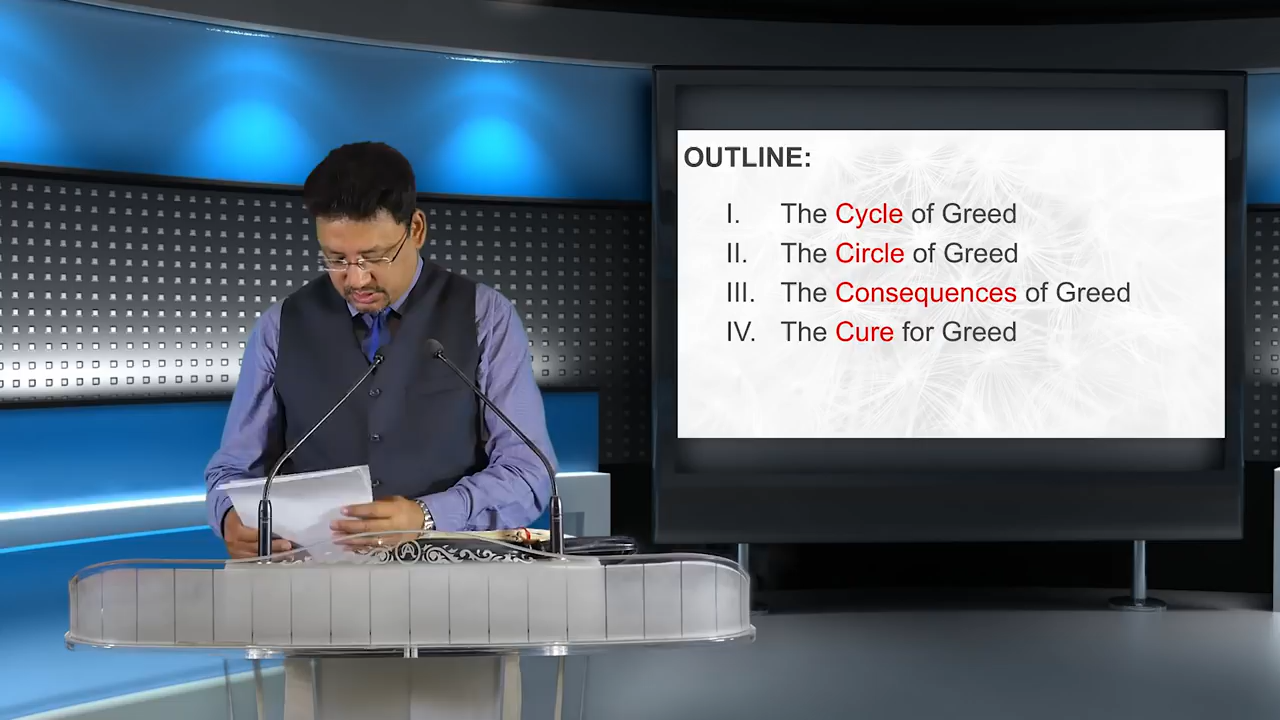 OUTLINE:
I. The Cycle of Greed
II. The Circle of Greed
III. The Consequences of Greed
IV. The Cure for Greed